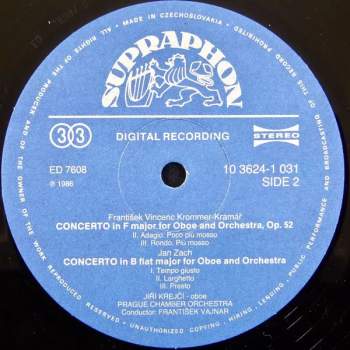 MADE IN CZECHOSLOVAKIA
ALL RIGHTS OF THE PRODUCER AND OF THE OWNER OF THE WORK REPRODUCED RESERVED • UNAUTHORIZED COPYING • HIRING • LENDING, PUBLIC PERFORMANCE AND BROADCASTING OF THIS RECORD PROHIBITED
SUPRAPHON
33
DIGITAL RECORDING
STEREO
ED 7608
10 3624-1 031
℗ 1986
SIDE 2
František Vincenc Krommer-Kramář
CONCERTO in F major for Oboe and Orchestra, Op. 52
II. Adagio. Poco più mosso
III. Rondo. Più mosso
Jan Zach
CONCERTO in B flat major for Oboe and Orchestra
I. Tempo giusto
II. Larghetto
III. Presto
JIŘÍ KREJČÍ - oboe
PRAGUE CHAMBER ORCHESTRA
Conductor: FRANTIŠEK VAJNAR